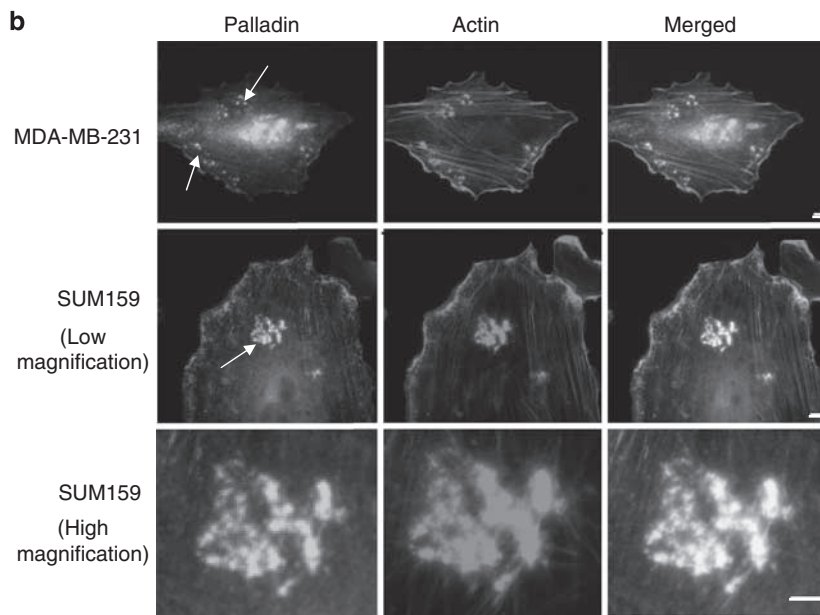 b
Palladin Actin Merged
MDA-MB-231
SUM159
(Low
magnification)
SUM159
(High
magnification)